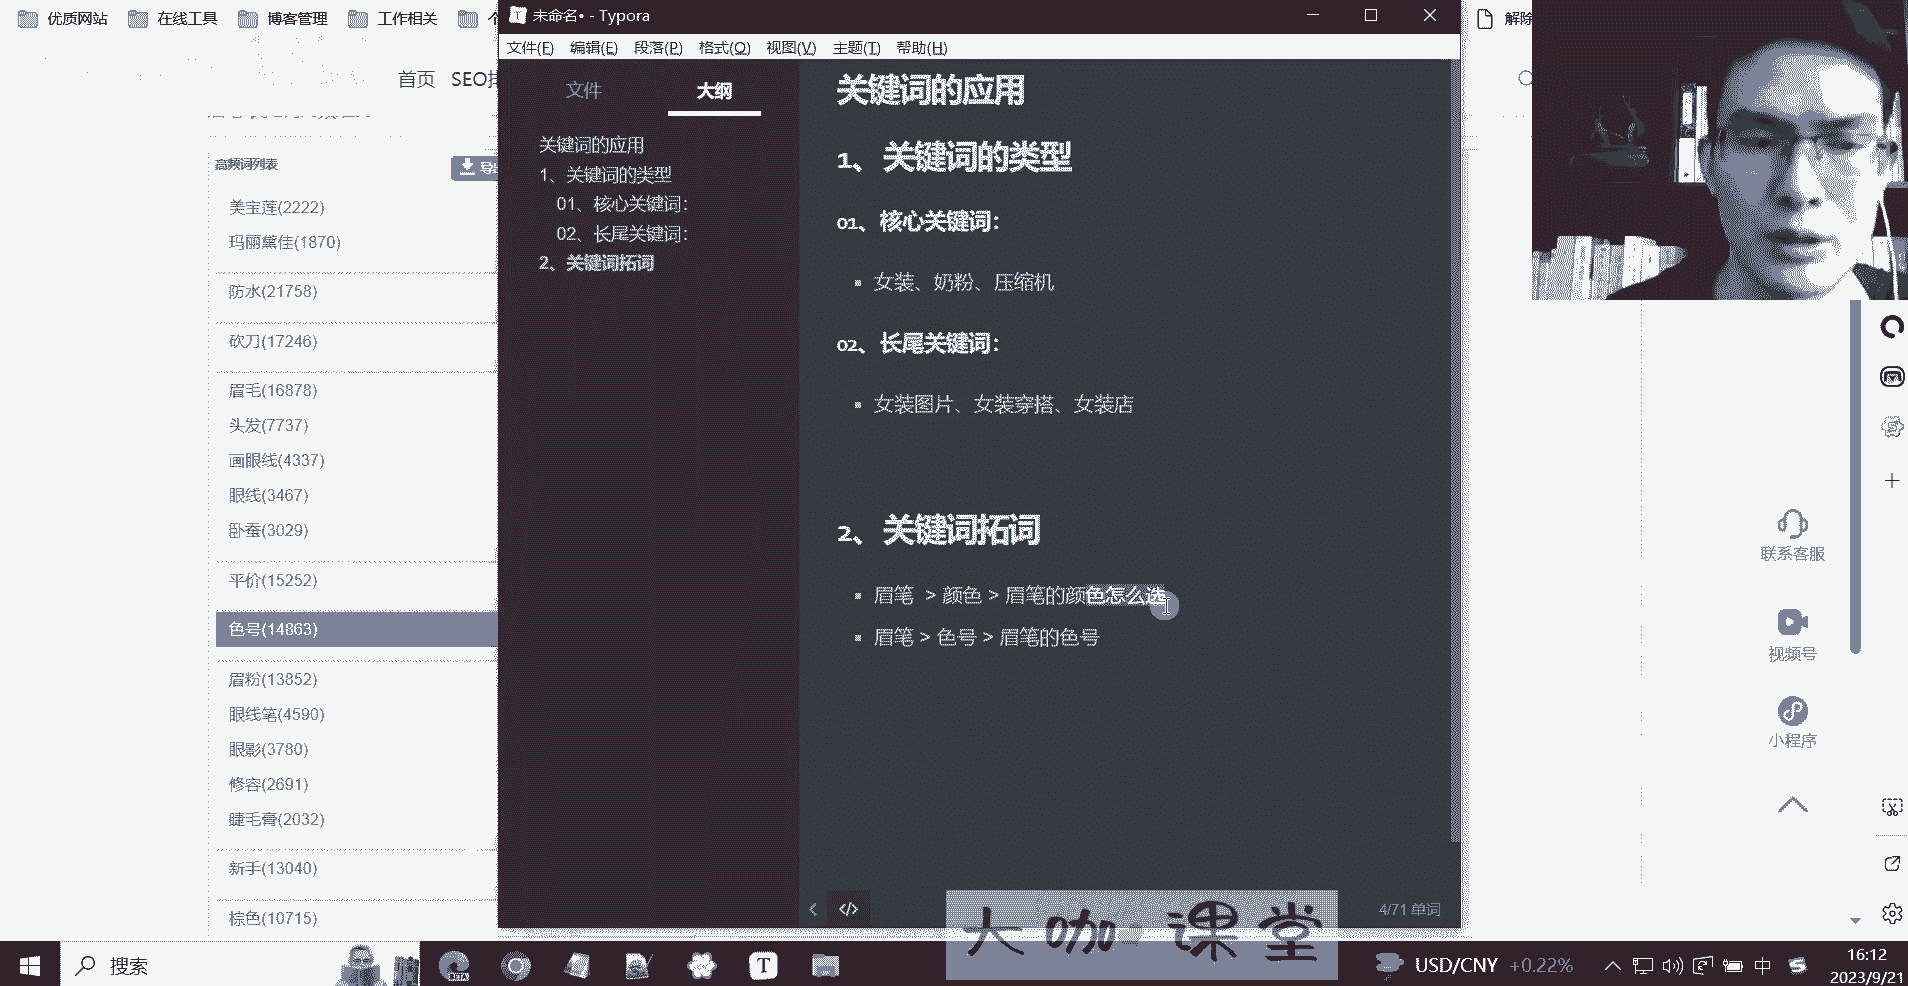 优质网站
在线工具
博客管理
工作相关
未命名• - Typora
解除
文件(F) 编辑(E) 段落(P) 格式(O) 视图(V) 主题(T) 帮助(H)
首页 SEO
文件 大纲
关键词的应用
1、关键词的类型
01、核心关键词：
02、长尾关键词：
2、关键词拓词
关键词的应用
1、 关键词的类型
01、核心关键词：
女装、奶粉、压缩机
02、长尾关键词：
女装图片、女装穿搭、女装店
2、 关键词拓词
眉笔 > 颜色 > 眉笔的颜色怎么选
眉笔 > 色号 > 眉笔的色号
4/71 单词
高频词列表
美宝莲(2222)
玛丽黛佳(1870)
防水(21758)
砍刀(17246)
眉毛(16878)
头发(7737)
画眼线(4337)
眼线(3467)
卧蚕(3029)
平价(15252)
色号(14863)
眉粉(13852)
眼线笔(4590)
眼影(3780)
修容(2691)
睫毛膏(2032)
新手(13040)
棕色(10715)
联系客服
视频号
小程序
大咖课堂
搜索
BETA
USD/CNY +0.22%
中
16:12
2023/9/21